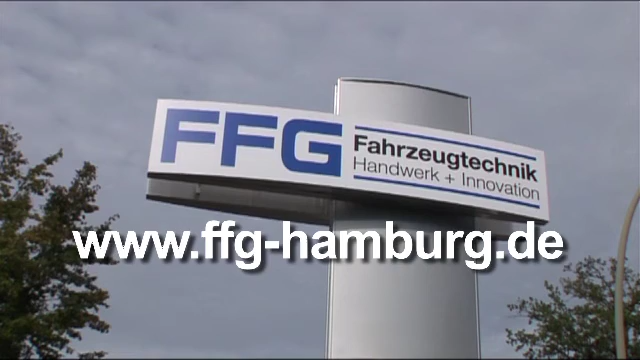 FFG
Fahrzeugtechnik
Handwerk + Innovation
www.ffg-hamburg.de